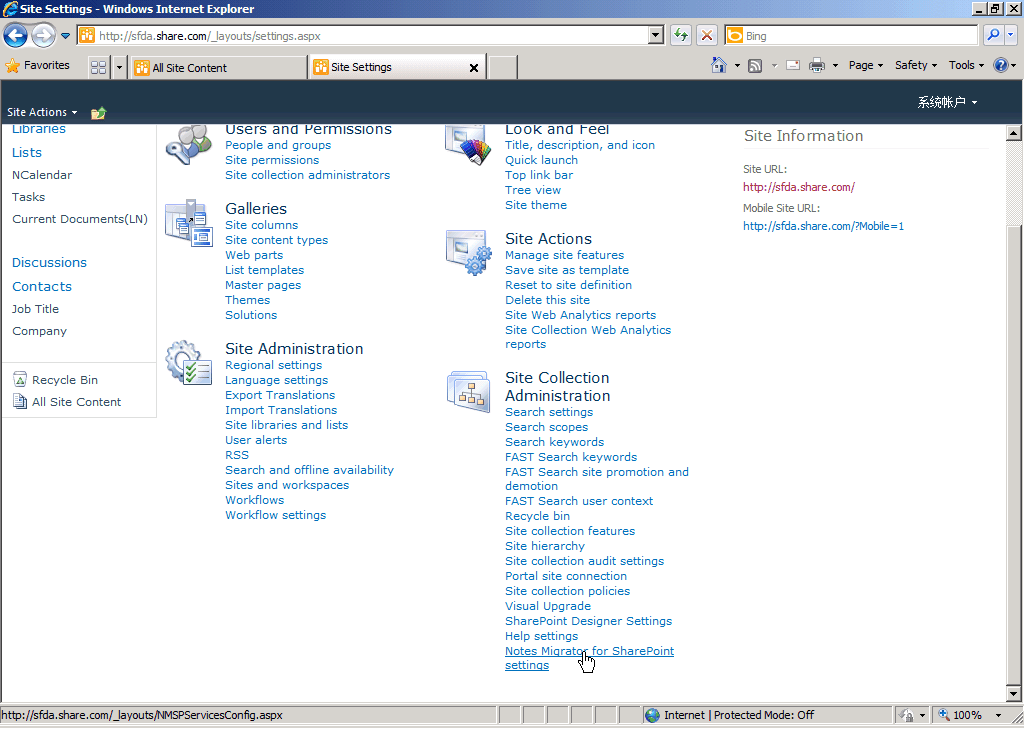 Site Settings - Windows Internet Explorer
http://sfda.share.com/_layouts/settings.aspx
Bing
Favorites
All Site Content
Site Settings
Page
Safety
Tools
Site Actions
系统帐户
Libraries
Lists
NCalendar
Tasks
Current Documents(LN)
Discussions
Contacts
Job Title
Company
Recycle Bin
All Site Content
Users and Permissions
People and groups
Site permissions
Site collection administrators
Galleries
Site columns
Site content types
Web parts
List templates
Master pages
Themes
Solutions
Site Administration
Regional settings
Language settings
Export Translations
Import Translations
Site libraries and lists
User alerts
RSS
Search and offline availability
Sites and workspaces
Workflows
Workflow settings
Look and Feel
Title, description, and icon
Quick launch
Top link bar
Tree view
Site theme
Site Actions
Manage site features
Save site as template
Reset to site definition
Delete this site
Site Web Analytics reports
Site Collection Web Analytics
reports
Site Collection
Administration
Search settings
Search scopes
Search keywords
FAST Search keywords
FAST Search site promotion and
demotion
FAST Search user context
Recycle bin
Site collection features
Site hierarchy
Site collection audit settings
Portal site connection
Site collection policies
Visual Upgrade
SharePoint Designer Settings
Help settings
Notes Migrator for SharePoint
settings
Site Information
Site URL:
http://sfda.share.com/
Mobile Site URL:
http://sfda.share.com/?Mobile=1
http://sfda.share.com/_layouts/NMSPServicesConfig.aspx
Internet | Protected Mode: Off
100%